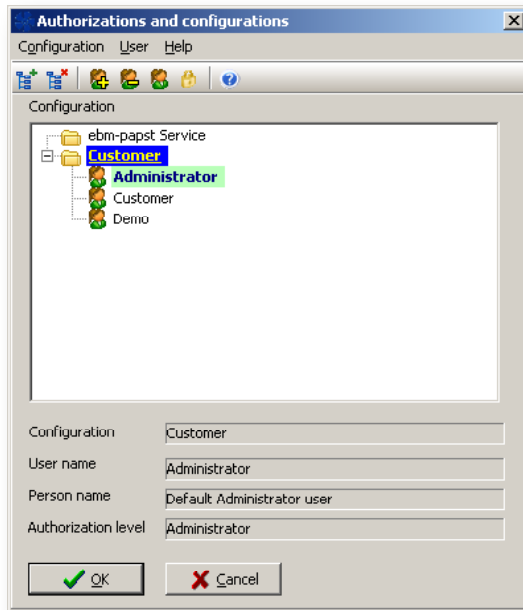 Authorizations and configurations
Configuration User Help
Configuration
ebm-papst Service
Customer
Administrator
Customer
Demo
Configuration Customer
User name Administrator
Person name Default Administrator user
Authorization level Administrator
OK Cancel